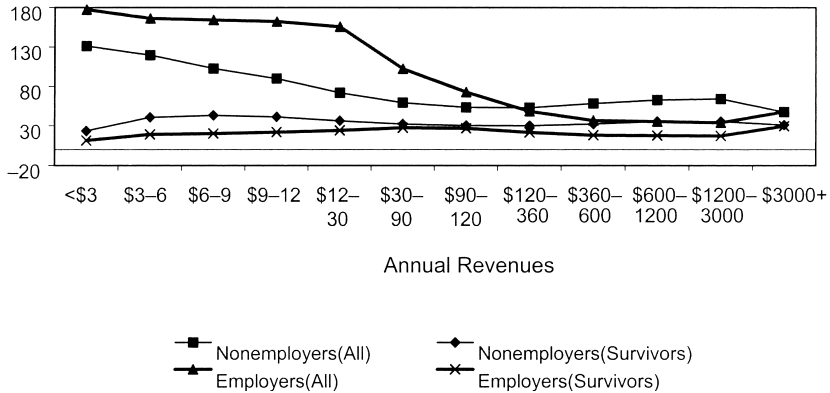 180
130
80
30
–20
<$3 $3–6 $6–9 $9–12 $12–30 $30–90 $90–120 $120–360 $360–600 $600–1200 $1200–3000 $3000+
Annual Revenues
Nonemployers(All) Nonemployers(Survivors)
Employers(All) Employers(Survivors)